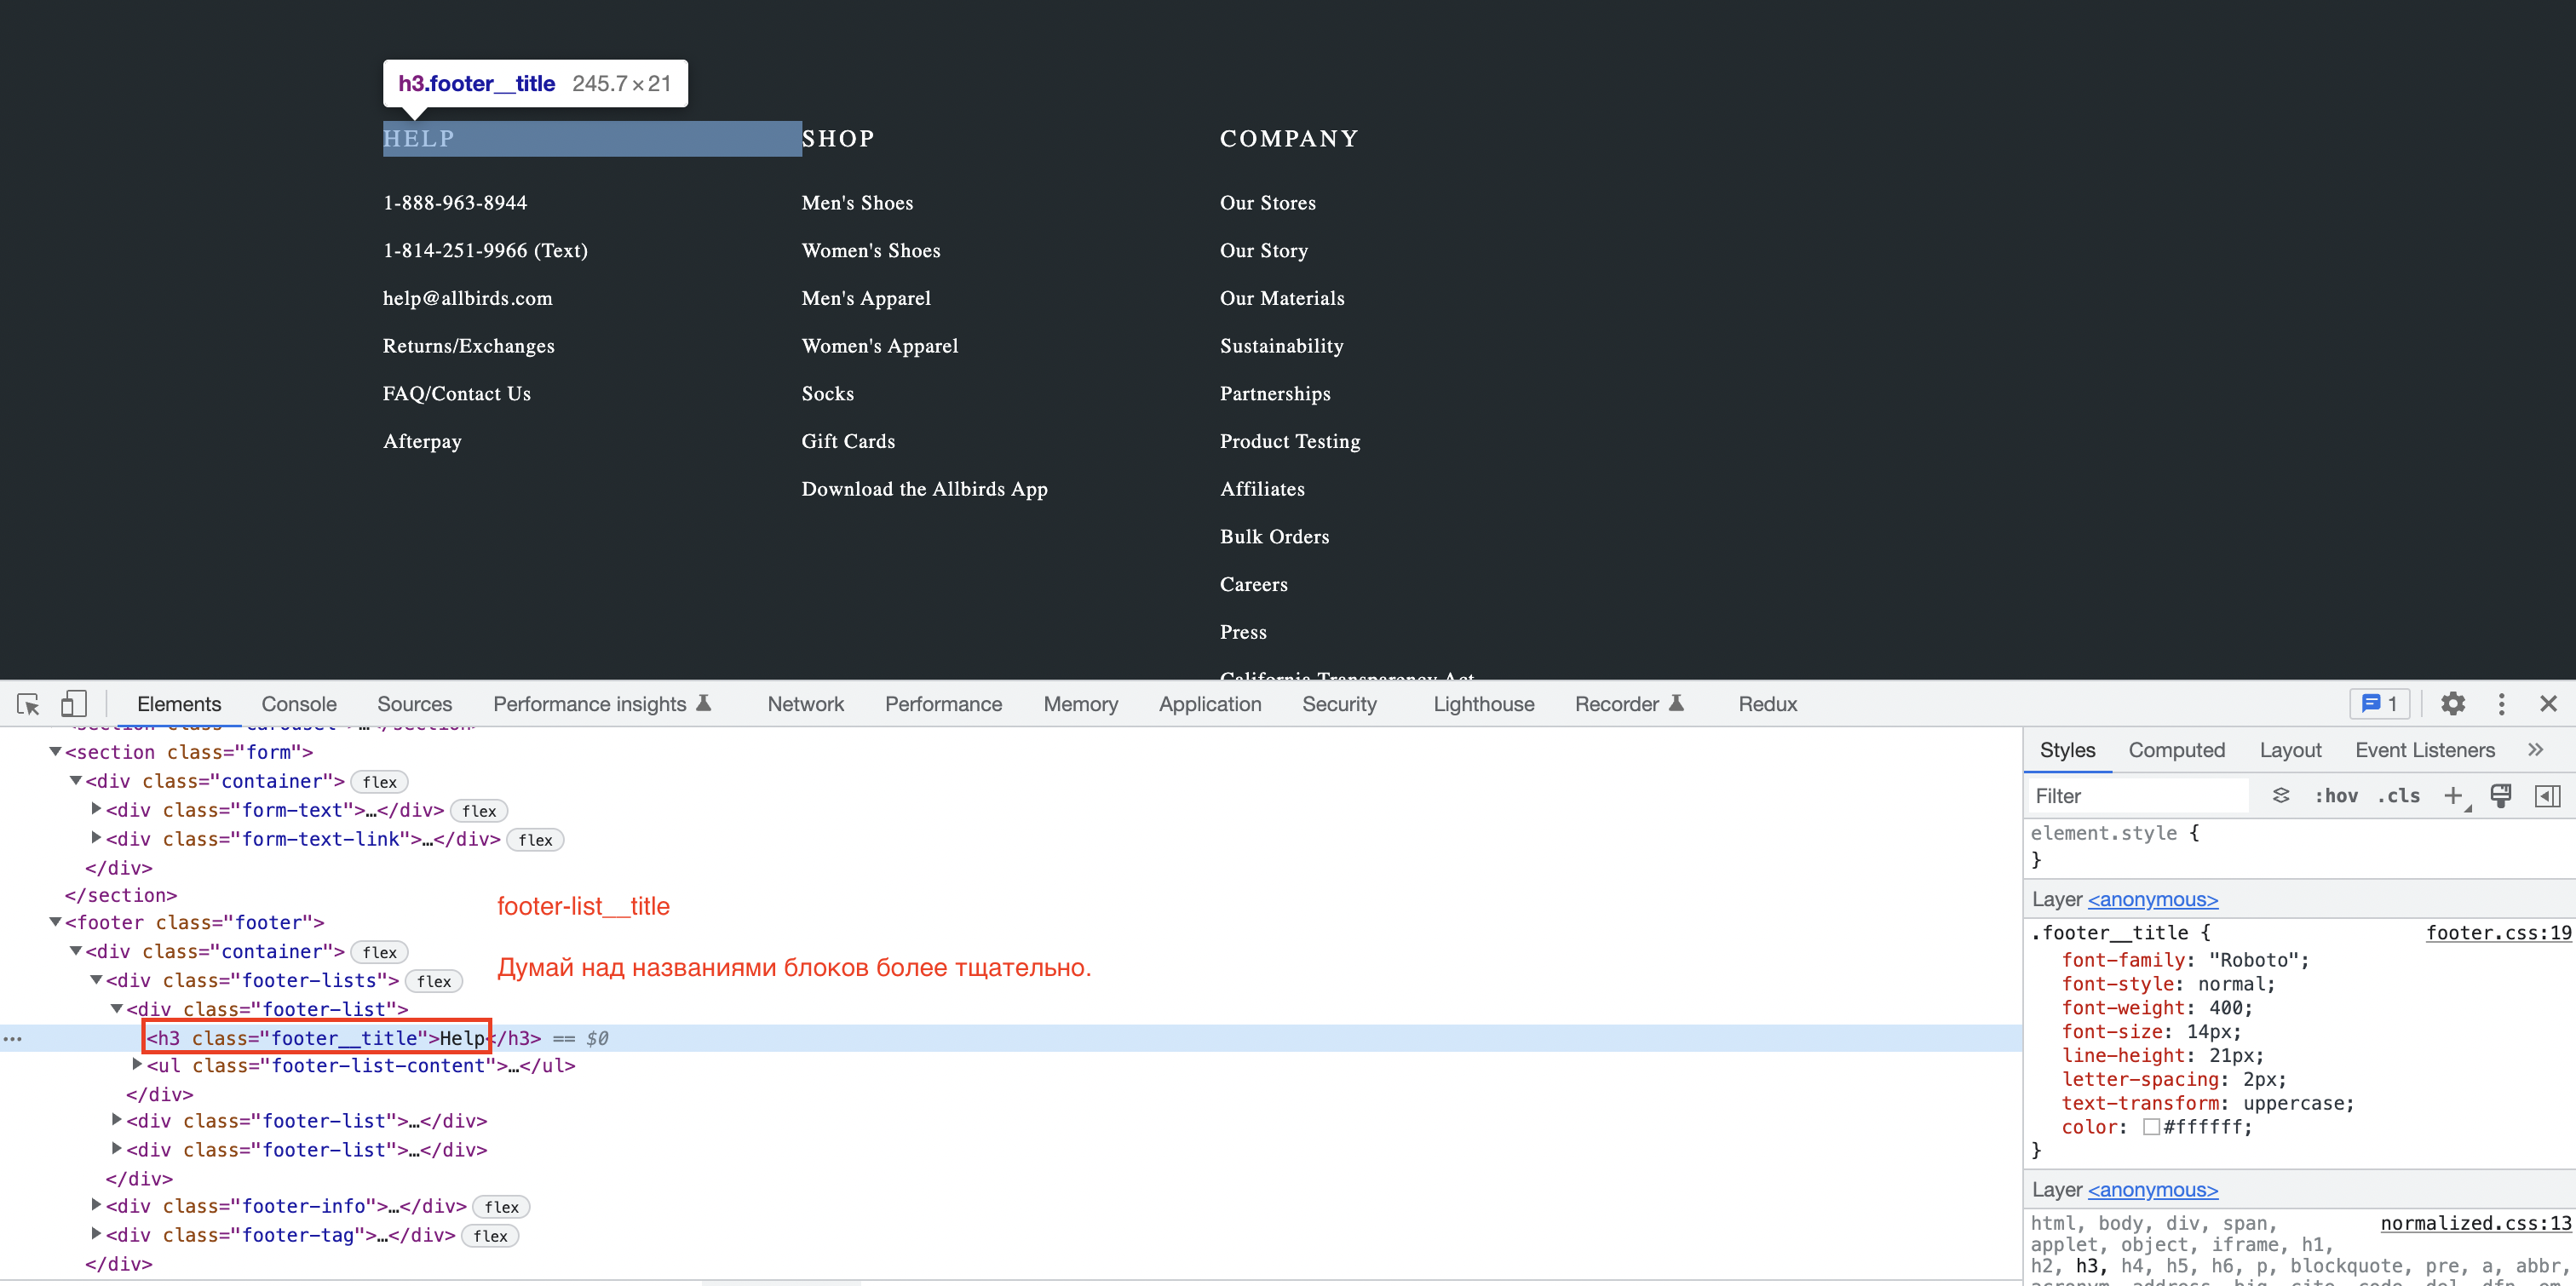 h3.footer__title 245.7×21
HELP
1-888-963-8944
1-814-251-9966 (Text)
help@allbirds.com
Returns/Exchanges
FAQ/Contact Us
Afterpay
SHOP
Men's Shoes
Women's Shoes
Men's Apparel
Women's Apparel
Socks
Gift Cards
Download the Allbirds App
COMPANY
Our Stores
Our Story
Our Materials
Sustainability
Partnerships
Product Testing
Affiliates
Bulk Orders
Careers
Press
California Transparency Act
Elements Console Sources Performance insights Network Performance Memory Application Security Lighthouse Recorder Redux 1
<section class="form">
<div class="container"> flex
<div class="form-text">…</div> flex
<div class="form-text-link">…</div> flex
</div>
</section>
<footer class="footer">
<div class="container"> flex
<div class="footer-lists"> flex
<div class="footer-list">
<h3 class="footer__title">Help</h3> == $0
<ul class="footer-list-content">…</ul>
</div>
<div class="footer-list">…</div>
<div class="footer-list">…</div>
</div>
<div class="footer-info">…</div> flex
<div class="footer-tag">…</div> flex
</div>
footer-list__title
Думай над названиями блоков более тщательно.
Styles Computed Layout Event Listeners »
Filter :hov .cls
element.style {
}
Layer <anonymous>
.footer__title { footer.css:19
font-family: "Roboto";
font-style: normal;
font-weight: 400;
font-size: 14px;
line-height: 21px;
letter-spacing: 2px;
text-transform: uppercase;
color: #ffffff;
}
Layer <anonymous>
html, body, div, span, normalized.css:13
applet, object, iframe, h1,
h2, h3, h4, h5, h6, p, blockquote, pre, a, abbr,